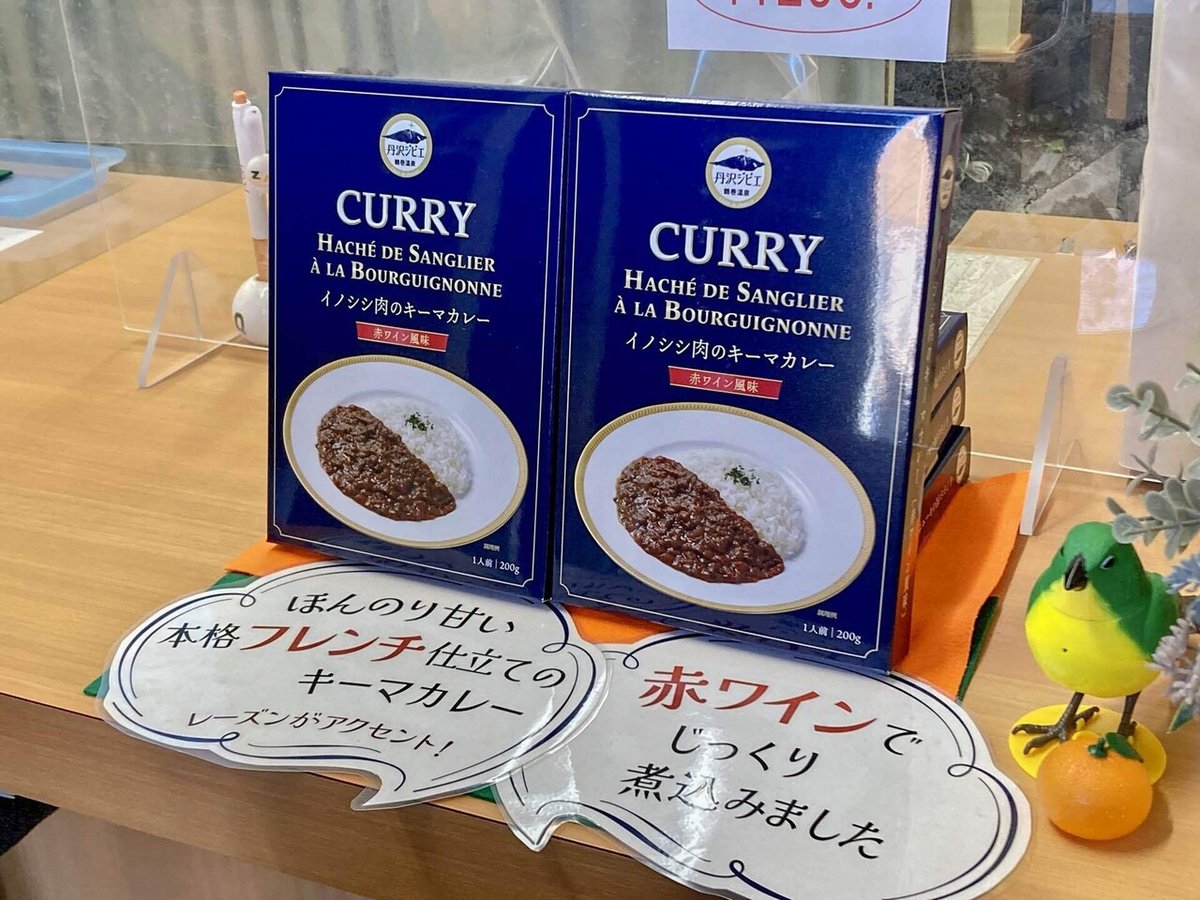 丹沢ジビエ
鶴巻温泉
CURRY
HACHÉ DE SANGLIER
À LA BOURGUIGNONNE
イノシシ肉のキーマカレー
赤ワイン風味
調理例
1人前 | 200g
丹沢ジビエ
鶴巻温泉
CURRY
HACHÉ DE SANGLIER
À LA BOURGUIGNONNE
イノシシ肉のキーマカレー
赤ワイン風味
調理例
1人前 | 200g
ほんのり甘い
本格フレンチ仕立ての
キーマカレー
レーズンがアクセント!
赤ワインで
じっくり
煮込みました